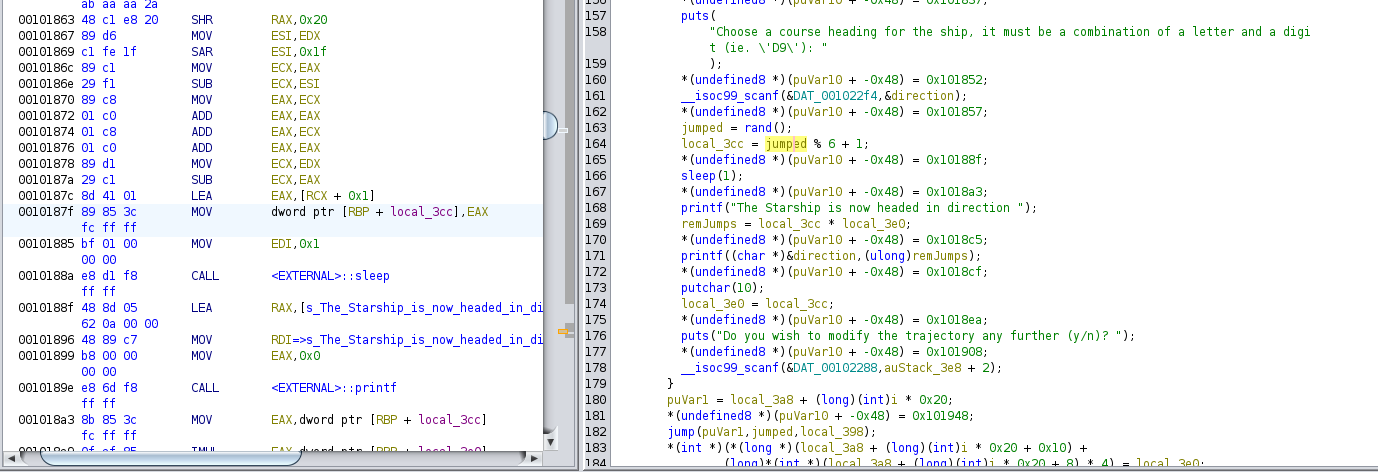 ab aa aa 2a
00101863 48 c1 e8 20 SHR RAX,0x20
00101867 89 d6 MOV ESI,EDX
00101869 c1 fe 1f SAR ESI,0x1f
0010186c 89 c1 MOV ECX,EAX
0010186e 29 f1 SUB ECX,ESI
00101870 89 c8 MOV EAX,ECX
00101872 01 c0 ADD EAX,EAX
00101874 01 c8 ADD EAX,ECX
00101876 01 c0 ADD EAX,EAX
00101878 89 d1 MOV ECX,EDX
0010187a 29 c1 SUB ECX,EAX
0010187c 8d 41 01 LEA EAX,[RCX + 0x1]
0010187f 89 85 3c MOV dword ptr [RBP + local_3cc],EAX
fc ff ff
00101885 bf 01 00 MOV EDI,0x1
00 00
0010188a e8 d1 f8 CALL <EXTERNAL>::sleep
ff ff
0010188f 48 8d 05 LEA RAX,[s_The_Starship_is_now_headed_in_di
62 0a 00 00
00101896 48 89 c7 MOV RDI=>s_The_Starship_is_now_headed_in_di
00101899 b8 00 00 MOV EAX,0x0
00 00
0010189e e8 6d f8 CALL <EXTERNAL>::printf
ff ff
001018a3 8b 85 3c MOV EAX,dword ptr [RBP + local_3cc]
fc ff ff
157 puts(
158 "Choose a course heading for the ship, it must be a combination of a letter and a digi
t (ie. \'D9\'): "
159 );
160 *(undefined8 *)(puVar10 + -0x48) = 0x101852;
161 __isoc99_scanf(&DAT_001022f4,&direction);
162 *(undefined8 *)(puVar10 + -0x48) = 0x101857;
163 jumped = rand();
164 local_3cc = jumped % 6 + 1;
165 *(undefined8 *)(puVar10 + -0x48) = 0x10188f;
166 sleep(1);
167 *(undefined8 *)(puVar10 + -0x48) = 0x1018a3;
168 printf("The Starship is now headed in direction ");
169 remJumps = local_3cc * local_3e0;
170 *(undefined8 *)(puVar10 + -0x48) = 0x1018c5;
171 printf((char *)&direction,(ulong)remJumps);
172 *(undefined8 *)(puVar10 + -0x48) = 0x1018cf;
173 putchar(10);
174 local_3e0 = local_3cc;
175 *(undefined8 *)(puVar10 + -0x48) = 0x1018ea;
176 puts("Do you wish to modify the trajectory any further (y/n)? ");
177 *(undefined8 *)(puVar10 + -0x48) = 0x101908;
178 __isoc99_scanf(&DAT_00102288,auStack_3e8 + 2);
179 }
180 puVar1 = local_3a8 + (long)(int)i * 0x20;
181 *(undefined8 *)(puVar10 + -0x48) = 0x101948;
182 jump(puVar1,jumped,local_398);
183 *(int *)(*(long *)(local_3a8 + (long)(int)i * 0x20 + 0x10) +
184 (long)*(int *)(local_3a8 + (long)(int)i * 0x20 + 8) * 4) = local_3e0;